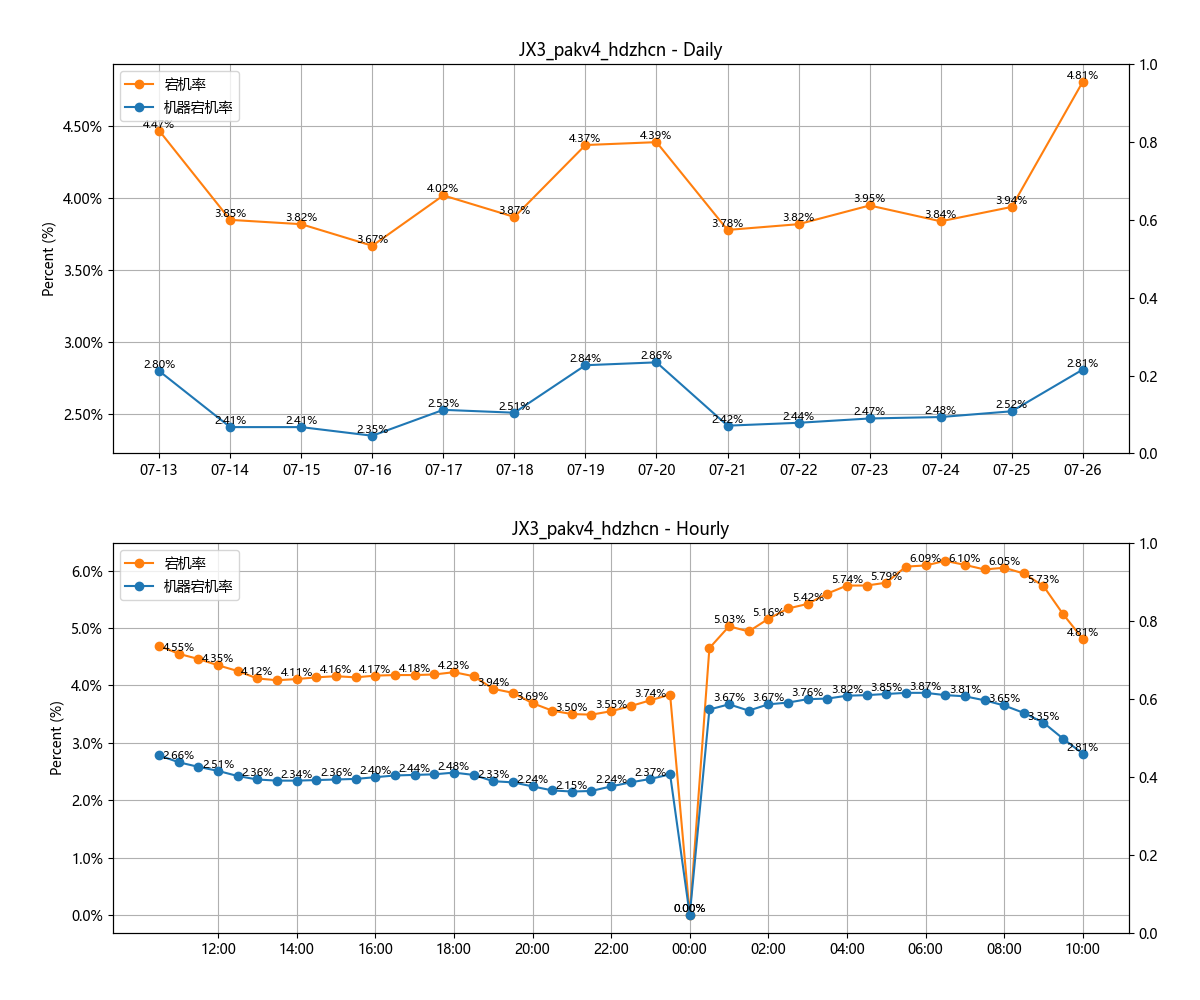 JX3_pakv4_hdzhcn - Daily
宕机率
机器宕机率
Percent (%)
4.50%
4.00%
3.50%
3.00%
2.50%
1.0
0.8
0.6
0.4
0.2
0.0
4.47% 3.85% 3.82% 3.67% 4.02% 3.87% 4.37% 4.39% 3.78% 3.82% 3.95% 3.84% 3.94% 4.81%
2.80% 2.41% 2.41% 2.35% 2.53% 2.51% 2.84% 2.86% 2.42% 2.44% 2.47% 2.48% 2.52% 2.81%
07-13 07-14 07-15 07-16 07-17 07-18 07-19 07-20 07-21 07-22 07-23 07-24 07-25 07-26
JX3_pakv4_hdzhcn - Hourly
宕机率
机器宕机率
Percent (%)
6.0%
5.0%
4.0%
3.0%
2.0%
1.0%
0.0%
1.0
0.8
0.6
0.4
0.2
0.0
4.55% 4.35% 4.12% 4.11% 4.16% 4.17% 4.18% 4.23% 3.94% 3.69% 3.50% 3.55% 3.74% 0.00% 5.03% 5.16% 5.42% 5.74% 5.79% 6.09% 6.10% 6.05% 5.73% 4.81%
2.66% 2.51% 2.36% 2.34% 2.36% 2.40% 2.44% 2.48% 2.33% 2.24% 2.15% 2.24% 2.37% 0.00% 3.67% 3.67% 3.76% 3.82% 3.85% 3.87% 3.81% 3.65% 3.35% 2.81%
12:00 14:00 16:00 18:00 20:00 22:00 00:00 02:00 04:00 06:00 08:00 10:00